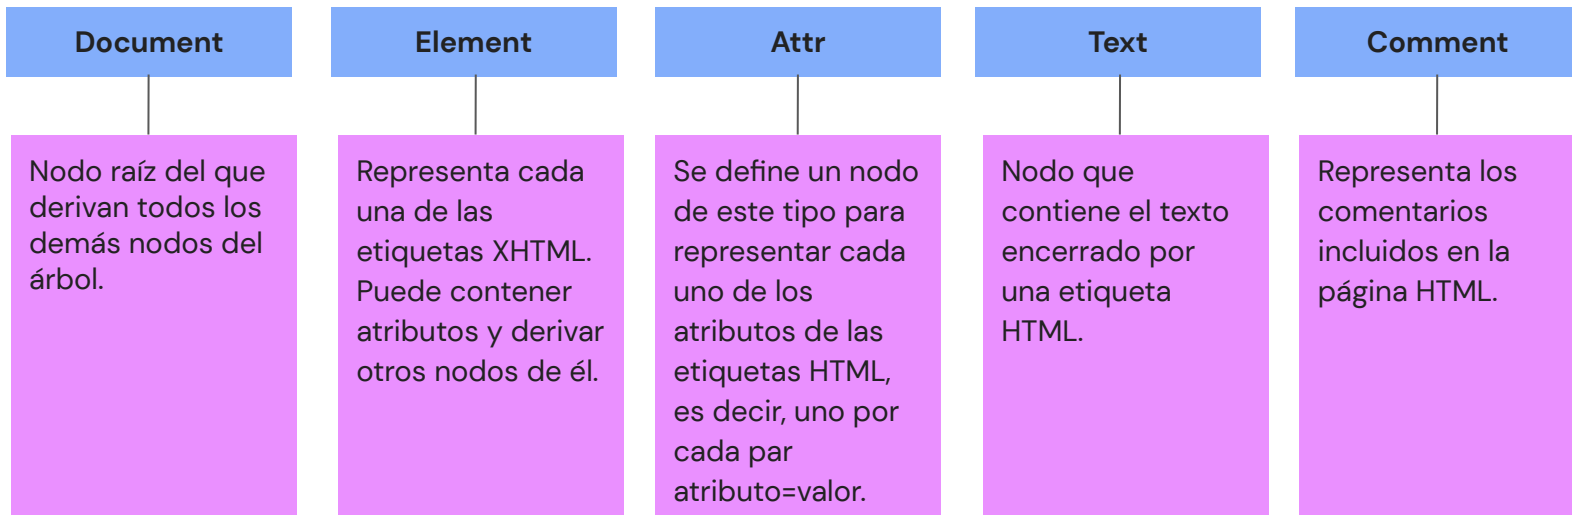 Document
Nodo raíz del que
derivan todos los
demás nodos del
árbol.
Element
Representa cada
una de las
etiquetas XHTML.
Puede contener
atributos y derivar
otros nodos de él.
Attr
Se define un nodo
de este tipo para
representar cada
uno de los
atributos de las
etiquetas HTML,
es decir, uno por
cada par
atributo=valor.
Text
Nodo que
contiene el texto
encerrado por
una etiqueta
HTML.
Comment
Representa los
comentarios
incluidos en la
página HTML.